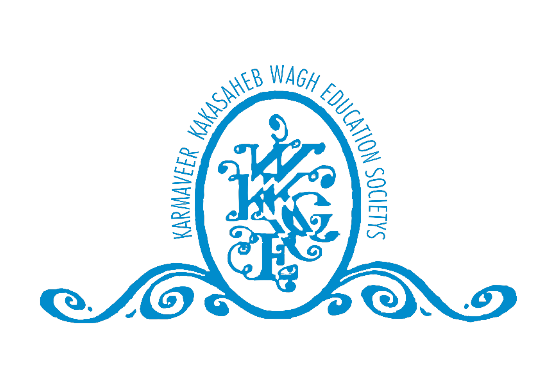 KARMAVEER KAKASAHEB WAGH EDUCATION SOCIETYS